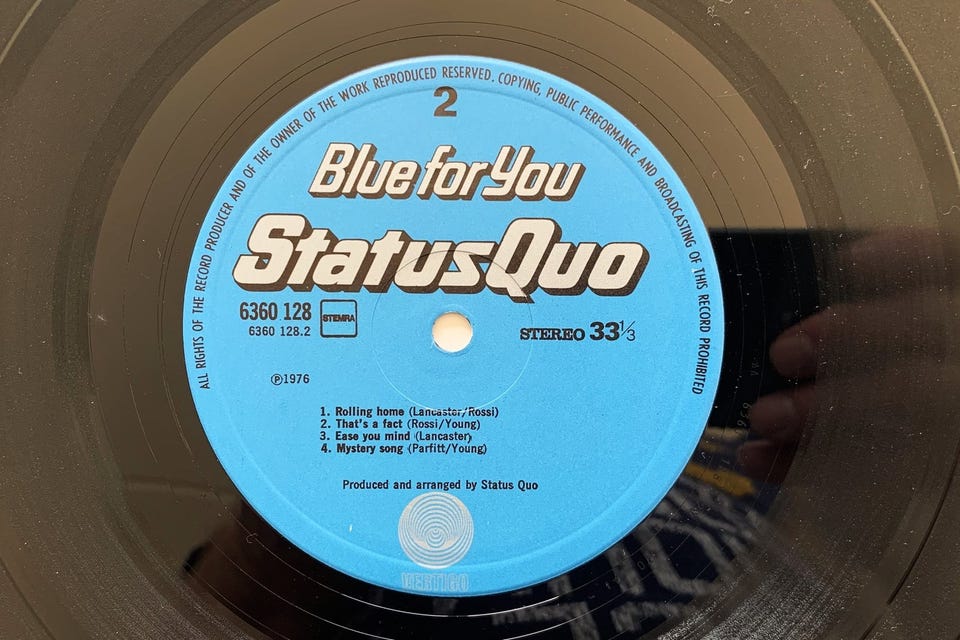 ALL RIGHTS OF THE RECORD PRODUCER AND OF THE OWNER OF THE WORK REPRODUCED RESERVED. COPYING, PUBLIC PERFORMANCE AND BROADCASTING OF THIS RECORD PROHIBITED
2
Blue for You
Status Quo
6360 128
6360 128.2
STEMRA
STEREO 33⅓
Ⓟ1976
1. Rolling home (Lancaster/Rossi)
2. That's a fact (Rossi/Young)
3. Ease you mind (Lancaster)
4. Mystery song (Parfitt/Young)
Produced and arranged by Status Quo
VERTIGO